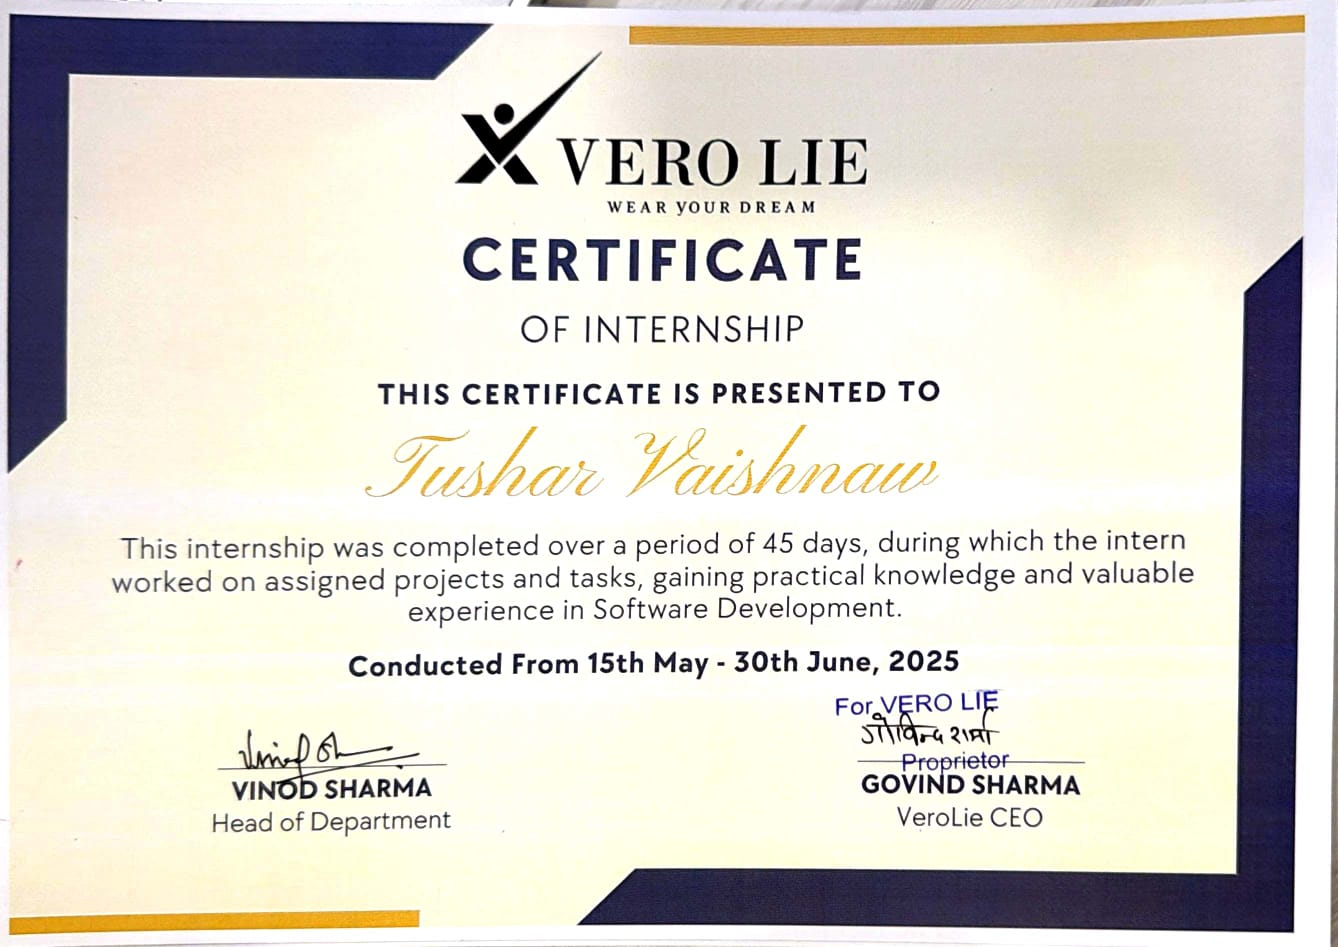 VERO LIE
WEAR YOUR DREAM
CERTIFICATE
OF INTERNSHIP
THIS CERTIFICATE IS PRESENTED TO
Tushar Vaishnaw
This internship was completed over a period of 45 days, during which the intern
worked on assigned projects and tasks, gaining practical knowledge and valuable
experience in Software Development.
Conducted From 15th May - 30th June, 2025
For VERO LIE
गोविन्द शर्मा
Proprietor
VINOD SHARMA
Head of Department
GOVIND SHARMA
VeroLie CEO